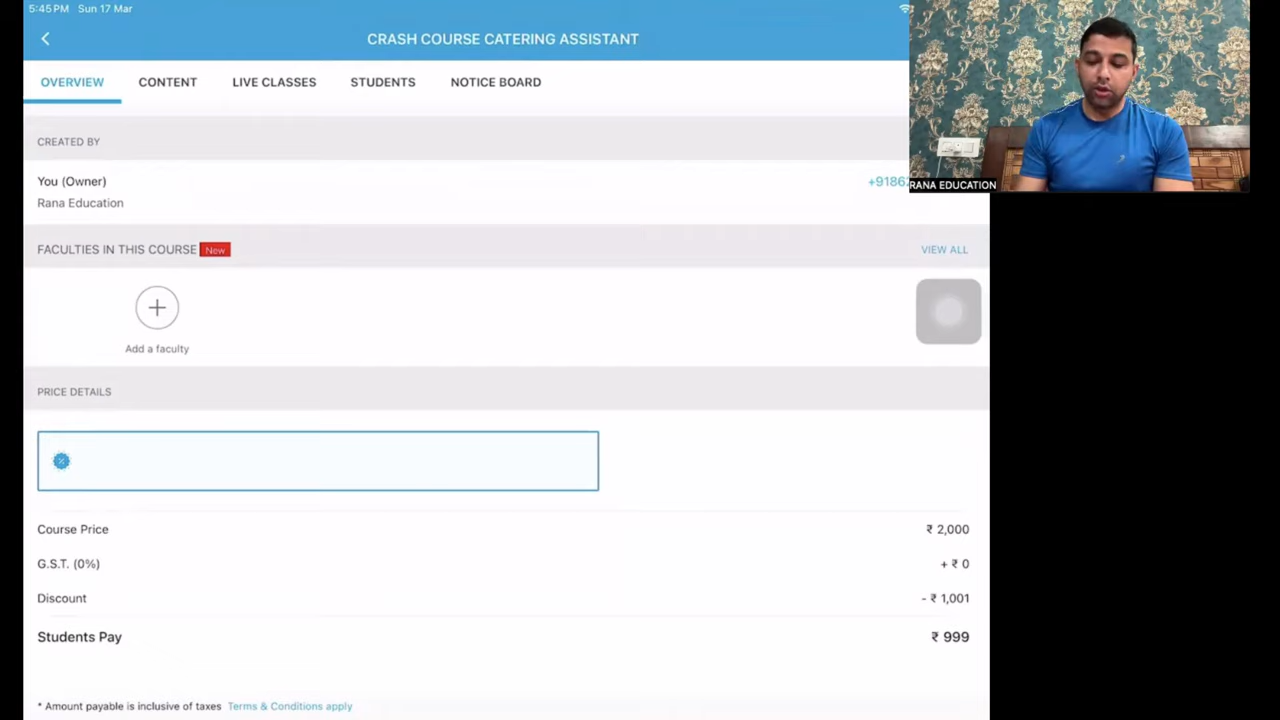 5:45 PM Sun 17 Mar
CRASH COURSE CATERING ASSISTANT
OVERVIEW CONTENT LIVE CLASSES STUDENTS NOTICE BOARD
CREATED BY
You (Owner) +9186
RANA EDUCATION
Rana Education
FACULTIES IN THIS COURSE New VIEW ALL
Add a faculty
PRICE DETAILS
Course Price ₹ 2,000
G.S.T. (0%) + ₹ 0
Discount - ₹ 1,001
Students Pay ₹ 999
* Amount payable is inclusive of taxes Terms & Conditions apply